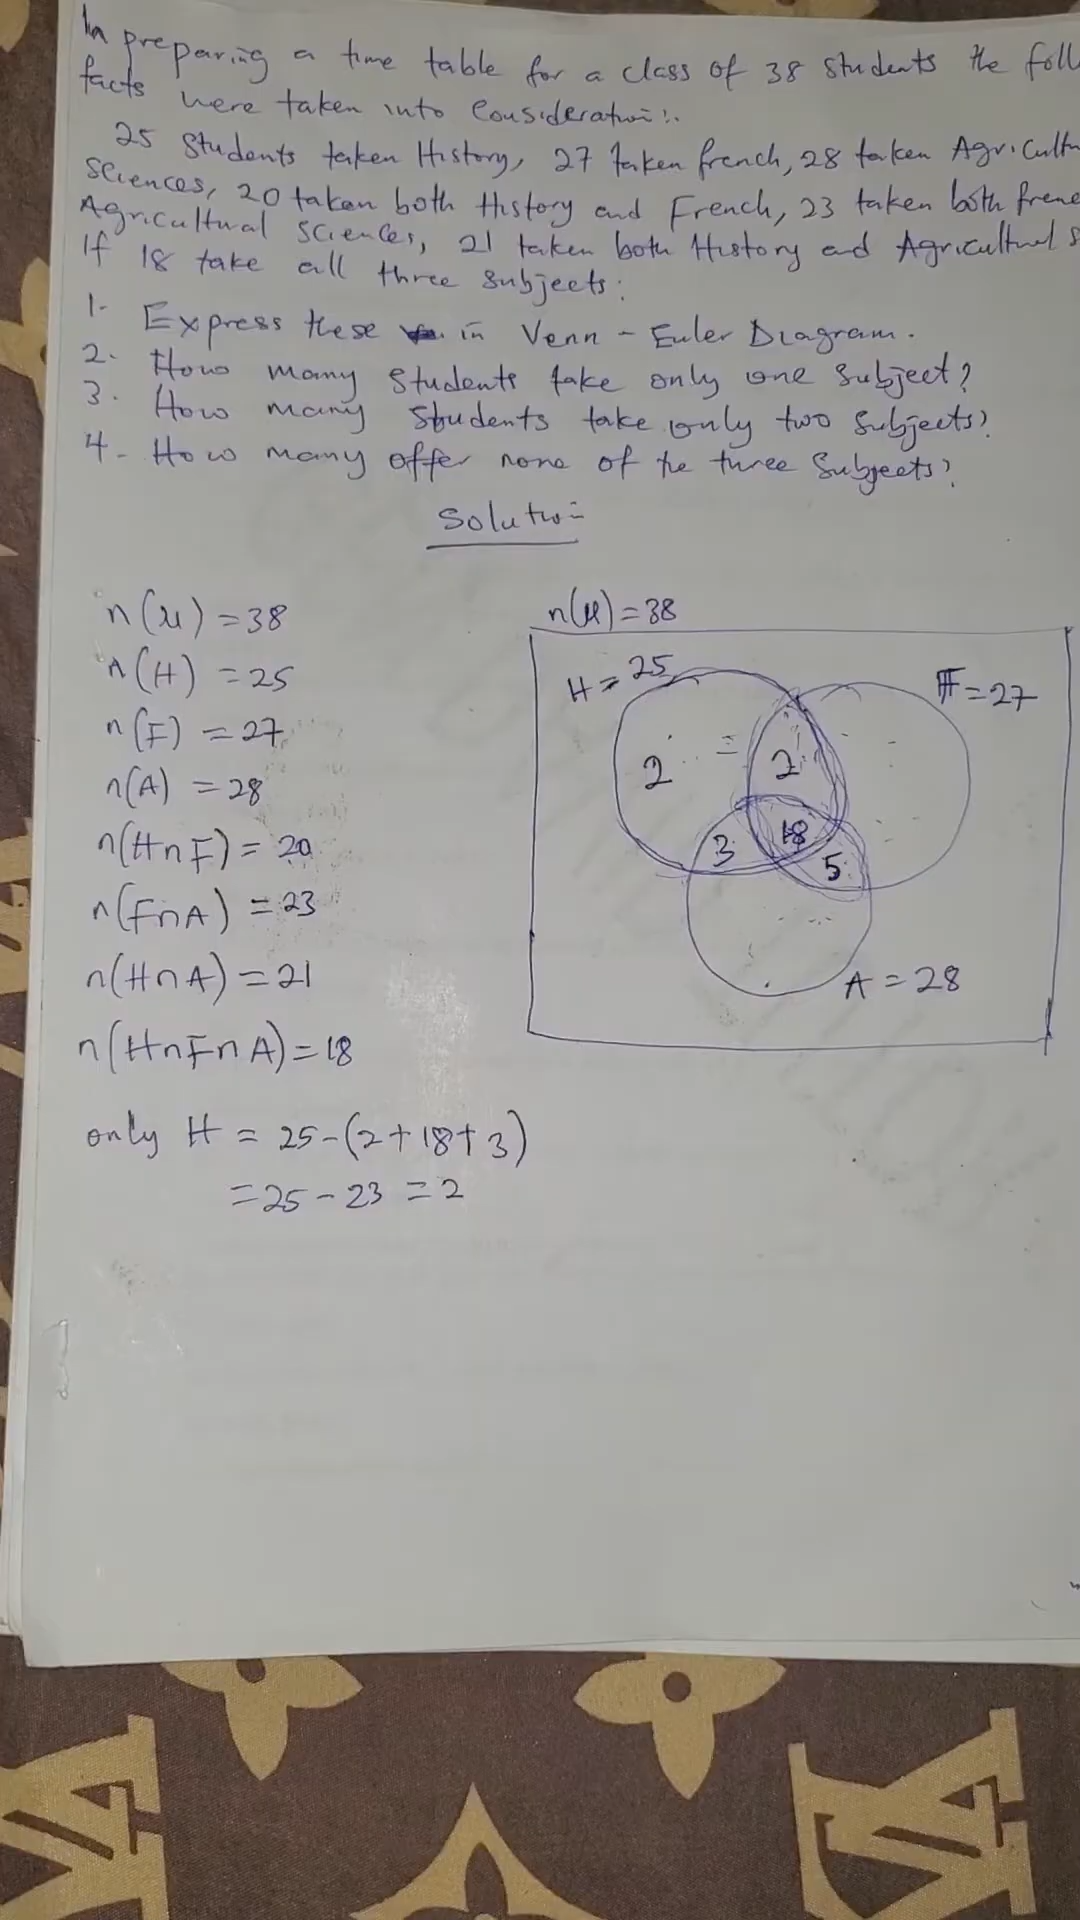 In preparing a time table for a class of 38 students the foll
facts were taken into Consideration:.
25 Students taken History, 27 taken french, 28 taken Agricultu
Sciences, 20 taken both History and French, 23 taken both frenc
Agricultural Sciences, 21 taken both History and Agricultural S
If 18 take all three Subjects:
1. Express these in Venn - Euler Diagram.
2. How many Students take only one Subject?
3. How many Students take only two Subjects?
4- How many offer none of the three Subjects?
Solution
n(μ) = 38
n(H) = 25
n(F) = 27
n(A) = 28
n(H∩F) = 20
n(F∩A) = 23
n(H∩A) = 21
n(H∩F∩A) = 18
only H = 25-(2+18+3)
= 25 - 23 = 2
n(μ) = 38
H = 25
F = 27
2 = 2
3 18 5
A = 28